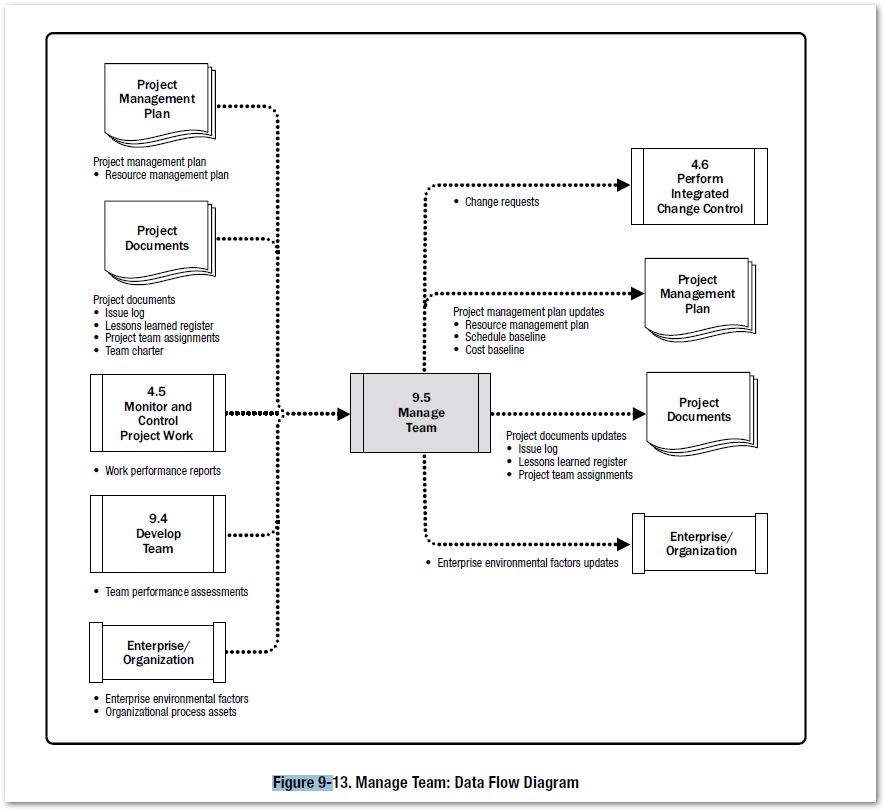 Project
Management
Plan
Project management plan
• Resource management plan
Project
Documents
Project documents
• Issue log
• Lessons learned register
• Project team assignments
• Team charter
4.5
Monitor and
Control
Project Work
• Work performance reports
9.4
Develop
Team
• Team performance assessments
Enterprise/
Organization
• Enterprise environmental factors
• Organizational process assets
9.5
Manage
Team
• Change requests
4.6
Perform
Integrated
Change Control
Project management plan updates
• Resource management plan
• Schedule baseline
• Cost baseline
Project
Management
Plan
Project documents updates
• Issue log
• Lessons learned register
• Project team assignments
Project
Documents
• Enterprise environmental factors updates
Enterprise/
Organization
Figure 9-13. Manage Team: Data Flow Diagram